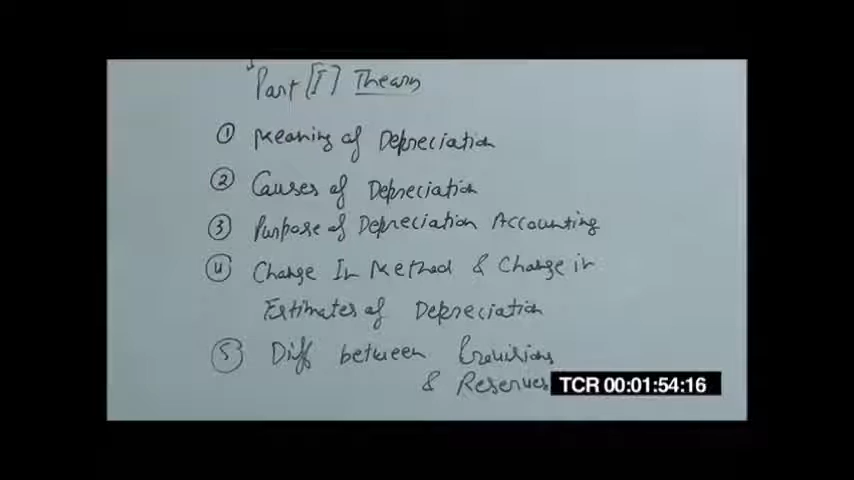 Part [I] Theory
① Meaning of Depreciation
② Causes of Depreciation
③ Purpose of Depreciation Accounting
④ Change In Method & Change in
Estimates of Depreciation
⑤ Diff between Provisions
& Reserves
TCR 00:01:54:16